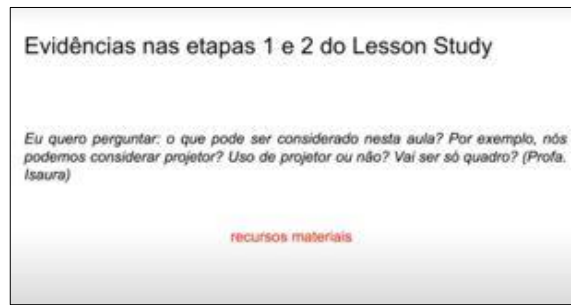 Evidências nas etapas 1 e 2 do Lesson Study
Eu quero perguntar: o que pode ser considerado nesta aula? Por exemplo, nós
podemos considerar projetor? Uso de projetor ou não? Vai ser só quadro? (Profa.
Isaura)
recursos materiais